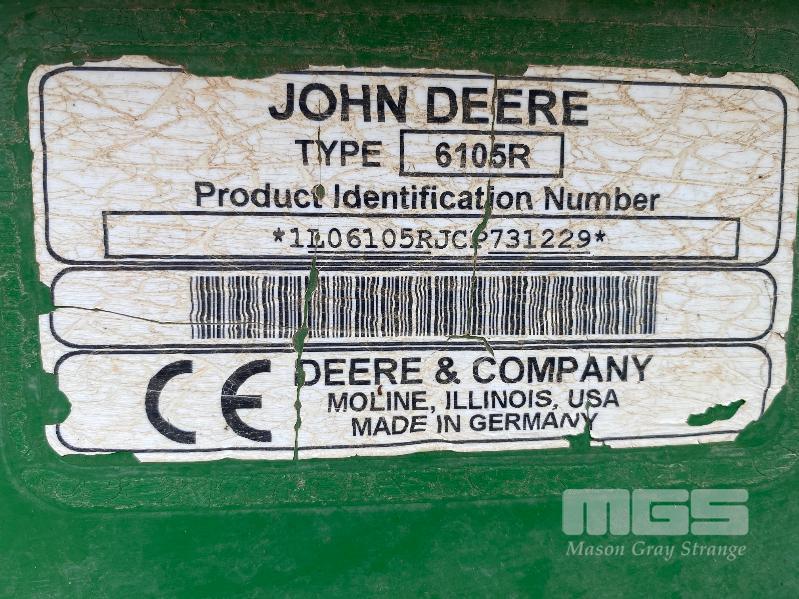 JOHN DEERE
TYPE 6105R
Product Identification Number
*1L06105RJCP731229*
CE DEERE & COMPANY
MOLINE, ILLINOIS, USA
MADE IN GERMANY
MGS
Mason Gray Strange